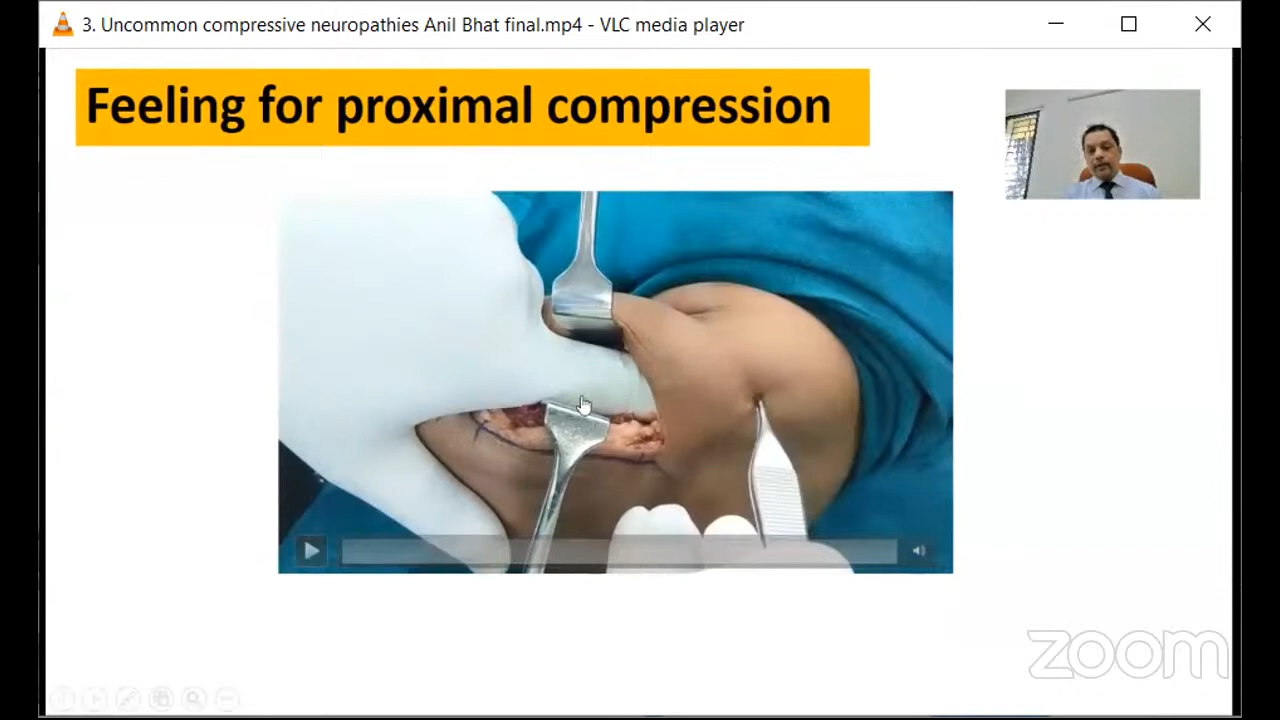 3. Uncommon compressive neuropathies Anil Bhat final.mp4 - VLC media player
Feeling for proximal compression
zoom